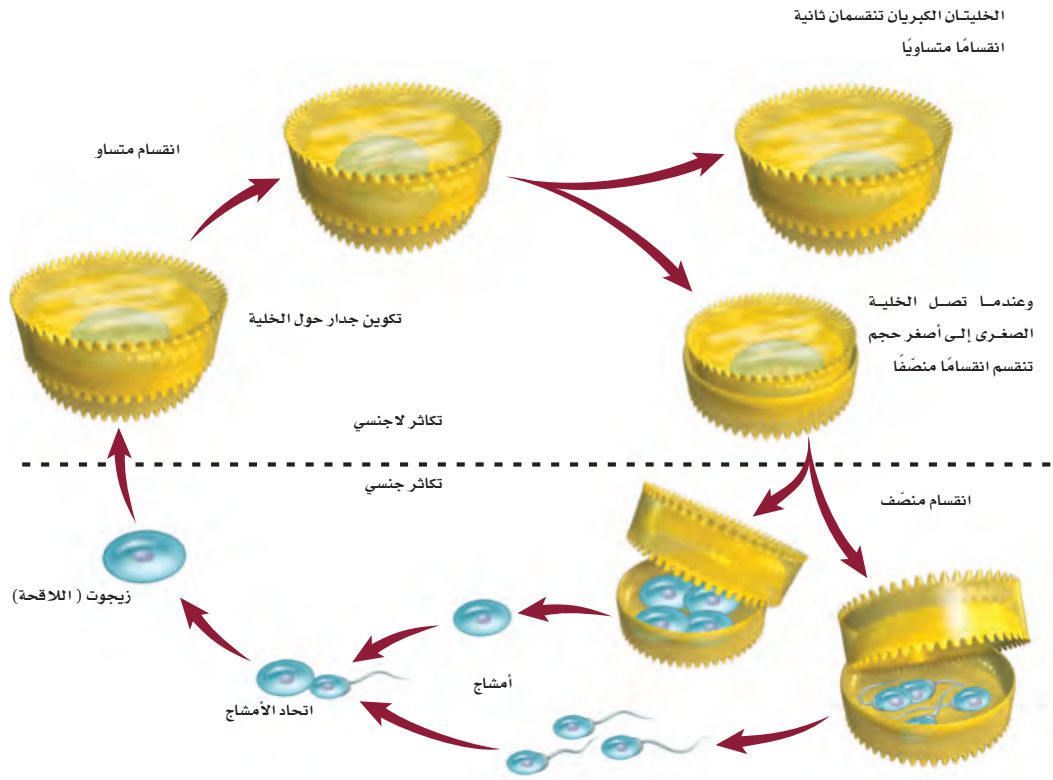 الخليتان الكبريان تنقسمان ثانية
انقسامًا متساويًا
انقسام متساو
تكوين جدار حول الخلية
وعندما تصل الخلية
الصغرى إلى أصغر حجم
تنقسم انقسامًا منصّفًا
تكاثر لاجنسي
تكاثر جنسي
انقسام منصّف
زيجوت ( اللاقحة)
أمشاج
اتحاد الأمشاج